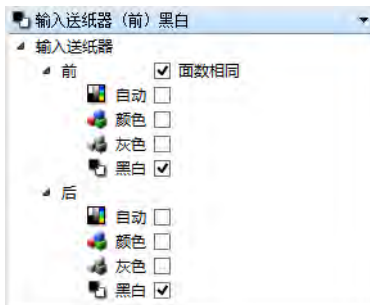 输入送纸器（前）黑白
输入送纸器
前 面数相同
自动
颜色
灰色
黑白
后
自动
颜色
灰色
黑白